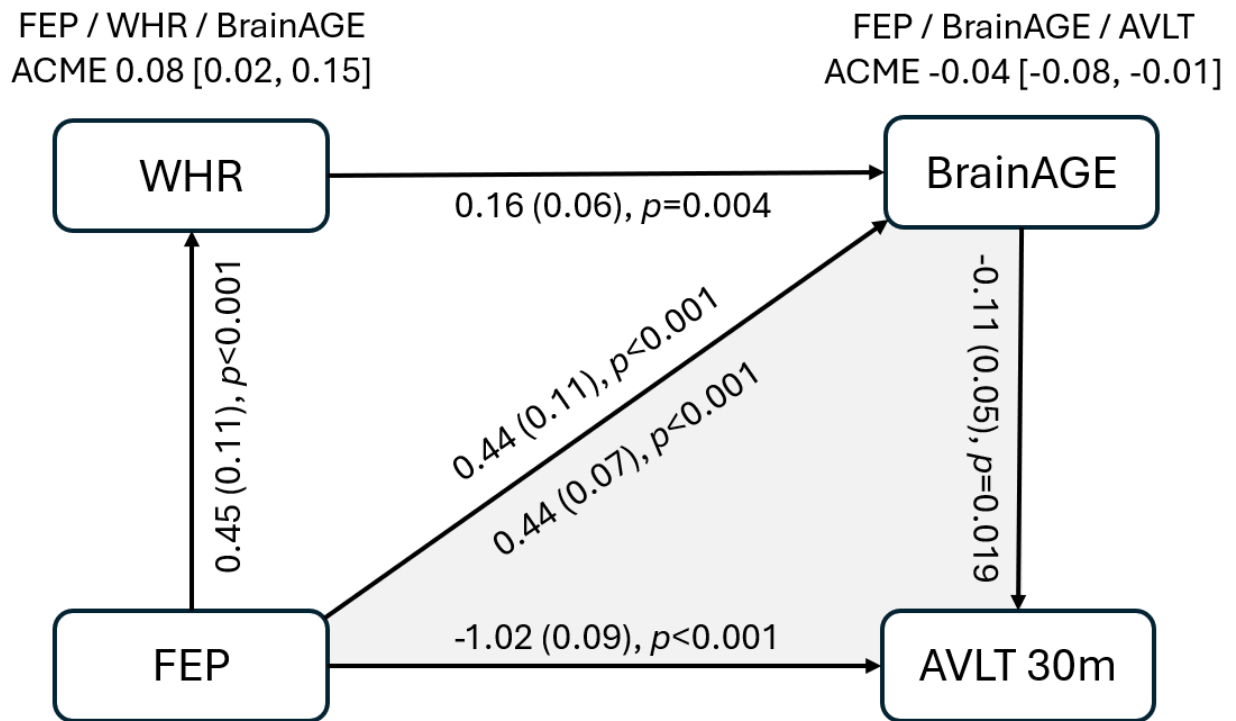 FEP / WHR / BrainAGE
ACME 0.08 [0.02, 0.15]
FEP / BrainAGE / AVLT
ACME -0.04 [-0.08, -0.01]
WHR
BrainAGE
0.16 (0.06), p=0.004
0.45 (0.11), p<0.001
0.44 (0.11), p<0.001
0.44 (0.07), p<0.001
-0.11 (0.05), p=0.019
-1.02 (0.09), p<0.001
FEP
AVLT 30m